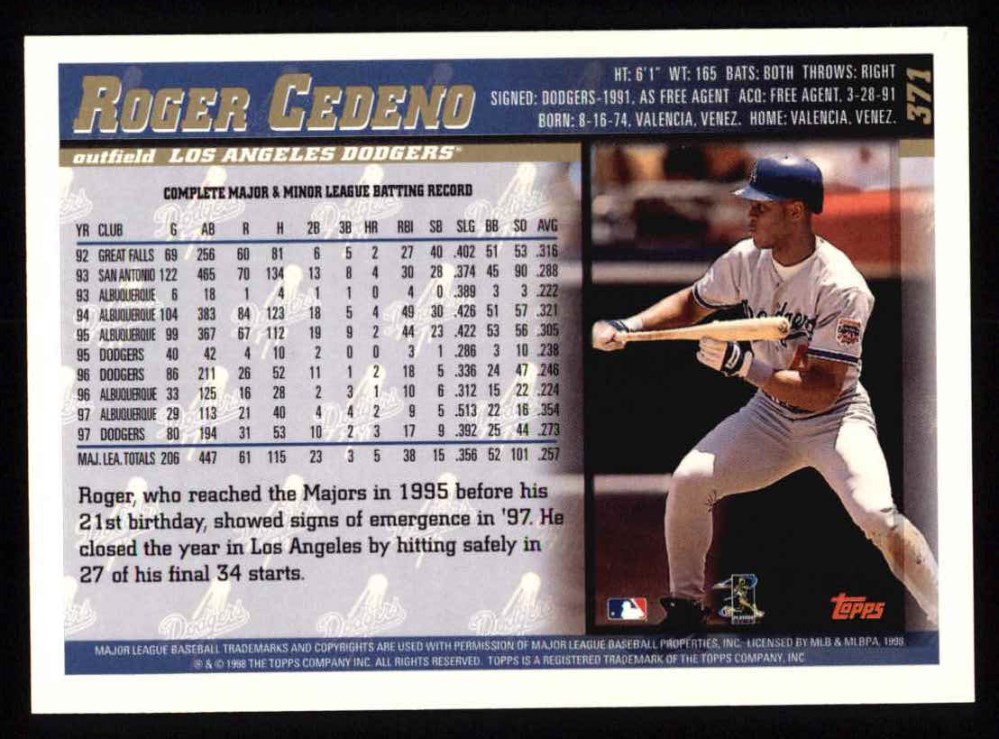 ROGER CEDENO
HT: 6'1" WT: 165 BATS: BOTH THROWS: RIGHT
SIGNED: DODGERS-1991, AS FREE AGENT ACQ: FREE AGENT, 3-28-91
BORN: 8-16-74, VALENCIA, VENEZ. HOME: VALENCIA, VENEZ.
371
outfield LOS ANGELES DODGERS
COMPLETE MAJOR & MINOR LEAGUE BATTING RECORD
YR CLUB G AB R H 2B 3B HR RBI SB SLG BB SO AVG
92 GREAT FALLS 69 256 60 81 6 5 2 27 40 .402 51 53 .316
93 SAN ANTONIO 122 465 70 134 13 8 4 30 28 .374 45 90 .288
93 ALBUQUERQUE 6 18 1 4 1 1 0 4 0 .389 3 3 .222
94 ALBUQUERQUE 104 383 84 123 18 5 4 49 30 .426 51 57 .321
95 ALBUQUERQUE 99 367 67 112 19 9 2 44 23 .422 53 56 .305
95 DODGERS 40 42 4 10 2 0 0 3 1 .286 3 10 .238
96 DODGERS 86 211 26 52 11 1 2 18 5 .336 24 47 .246
96 ALBUQUERQUE 33 125 16 28 2 3 1 10 6 .312 15 22 .224
97 ALBUQUERQUE 29 113 21 40 4 4 2 9 5 .513 22 16 .354
97 DODGERS 80 194 31 53 10 2 3 17 9 .392 25 44 .273
MAJ. LEA. TOTALS 206 447 61 115 23 3 5 38 15 .356 52 101 .257
Roger, who reached the Majors in 1995 before his
21st birthday, showed signs of emergence in '97. He
closed the year in Los Angeles by hitting safely in
27 of his final 34 starts.
Dodgers
topps
MAJOR LEAGUE BASEBALL TRADEMARKS AND COPYRIGHTS ARE USED WITH PERMISSION OF MAJOR LEAGUE BASEBALL PROPERTIES, INC. LICENSED BY MLB & MLBPA, 1998
® & © 1998 THE TOPPS COMPANY INC. ALL RIGHTS RESERVED. TOPPS IS A REGISTERED TRADEMARK OF THE TOPPS COMPANY, INC